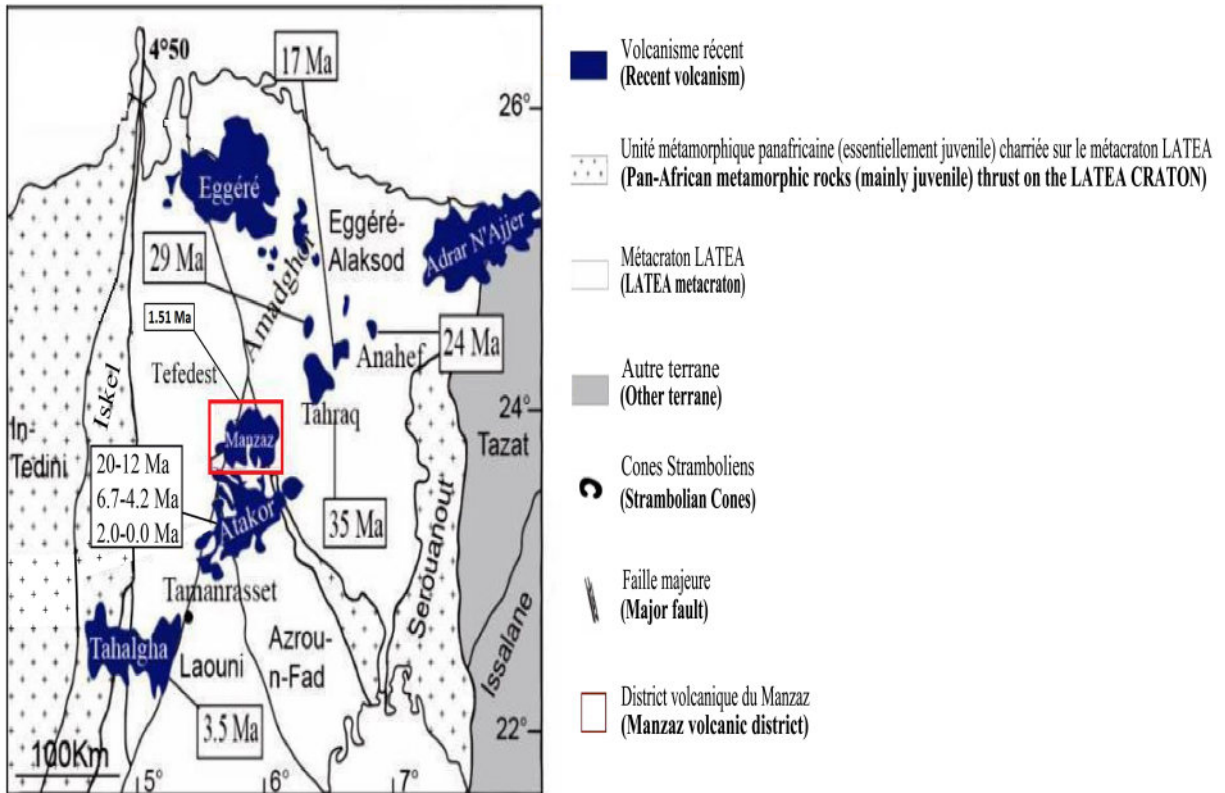 4°50
17 Ma
26°
Eggéré
Eggéré-
Alaksod
Adrar N'Ajjer
29 Ma
Amadghor
1.51 Ma
Anahef
24 Ma
Tefedest
Iskel
Tahraq
24°
In-
Tedini
Manzaz
Tazat
20-12 Ma
6.7-4.2 Ma
2.0-0.0 Ma
Atakor
35 Ma
Serouanout
Tamanrasset
Issalane
Tahalgha
Laouni
Azrou-
n-Fad
3.5 Ma
22°
100Km
5°
6°
7°
Volcanisme récent
(Recent volcanism)
Unité métamorphique panafricaine (essentiellement juvenile) charriée sur le métacraton LATEA
(Pan-African metamorphic rocks (mainly juvenile) thrust on the LATEA CRATON)
Métacraton LATEA
(LATEA metacraton)
Autre terrane
(Other terrane)
Cones Stramboliens
(Strambolian Cones)
Faille majeure
(Major fault)
District volcanique du Manzaz
(Manzaz volcanic district)